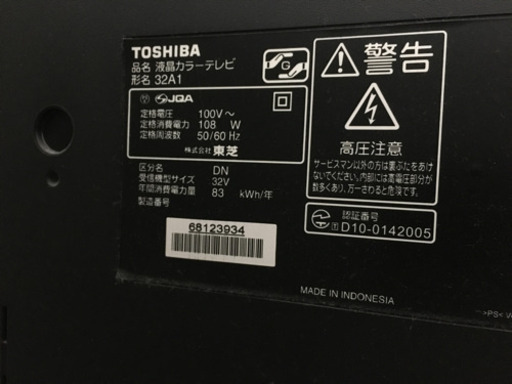 TOSHIBA
品名 液晶カラーテレビ
形名 32A1
G
JQA
定格電圧 100V～
定格消費電力 108 W
定格周波数 50/60 Hz
株式会社 東芝
区分名 DN
受信機型サイズ 32V
年間消費電力量 83 kWh/年
製造番号
68123934
警告
高圧注意
サービスマン以外の方は裏ぶたをあけ
ないでください。内部には高電圧部分が
数多くあり、万一さわると危険です。
認証番号
T D10-0142005
MADE IN INDONESIA
>PS<